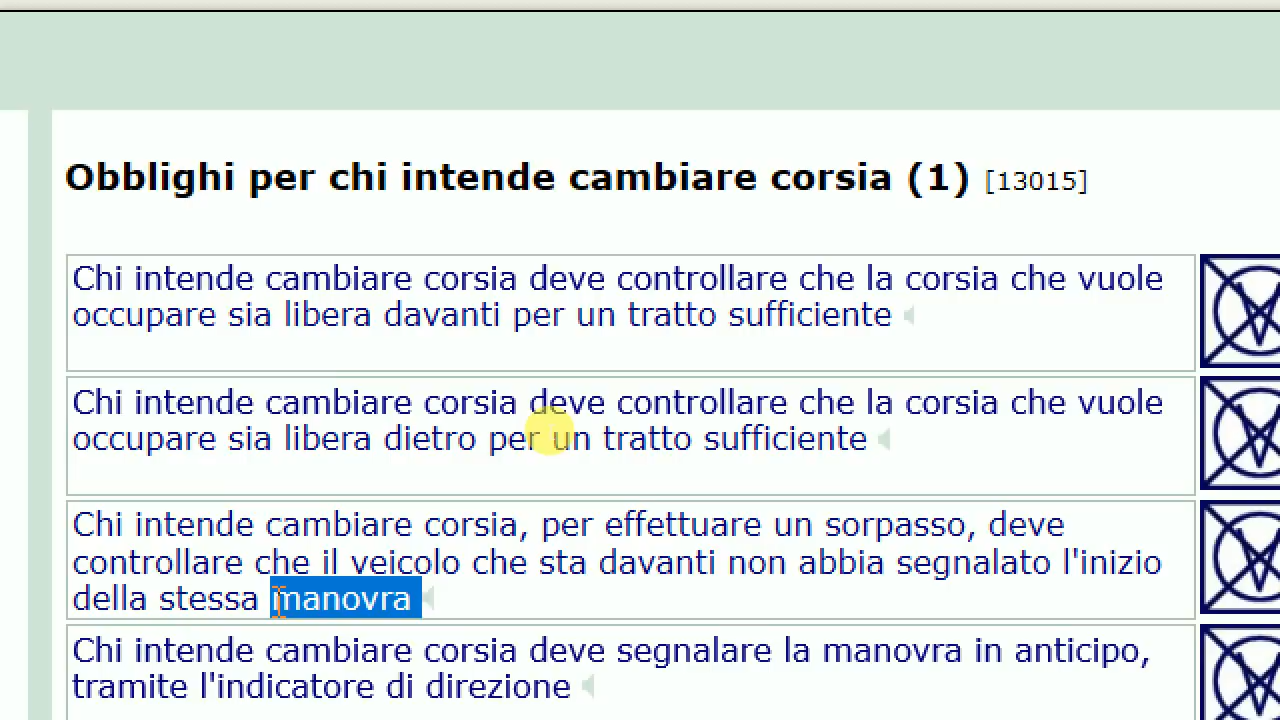 Obblighi per chi intende cambiare corsia (1) [13015]
Chi intende cambiare corsia deve controllare che la corsia che vuole
occupare sia libera davanti per un tratto sufficiente
Chi intende cambiare corsia deve controllare che la corsia che vuole
occupare sia libera dietro per un tratto sufficiente
Chi intende cambiare corsia, per effettuare un sorpasso, deve
controllare che il veicolo che sta davanti non abbia segnalato l'inizio
della stessa manovra
Chi intende cambiare corsia deve segnalare la manovra in anticipo,
tramite l'indicatore di direzione